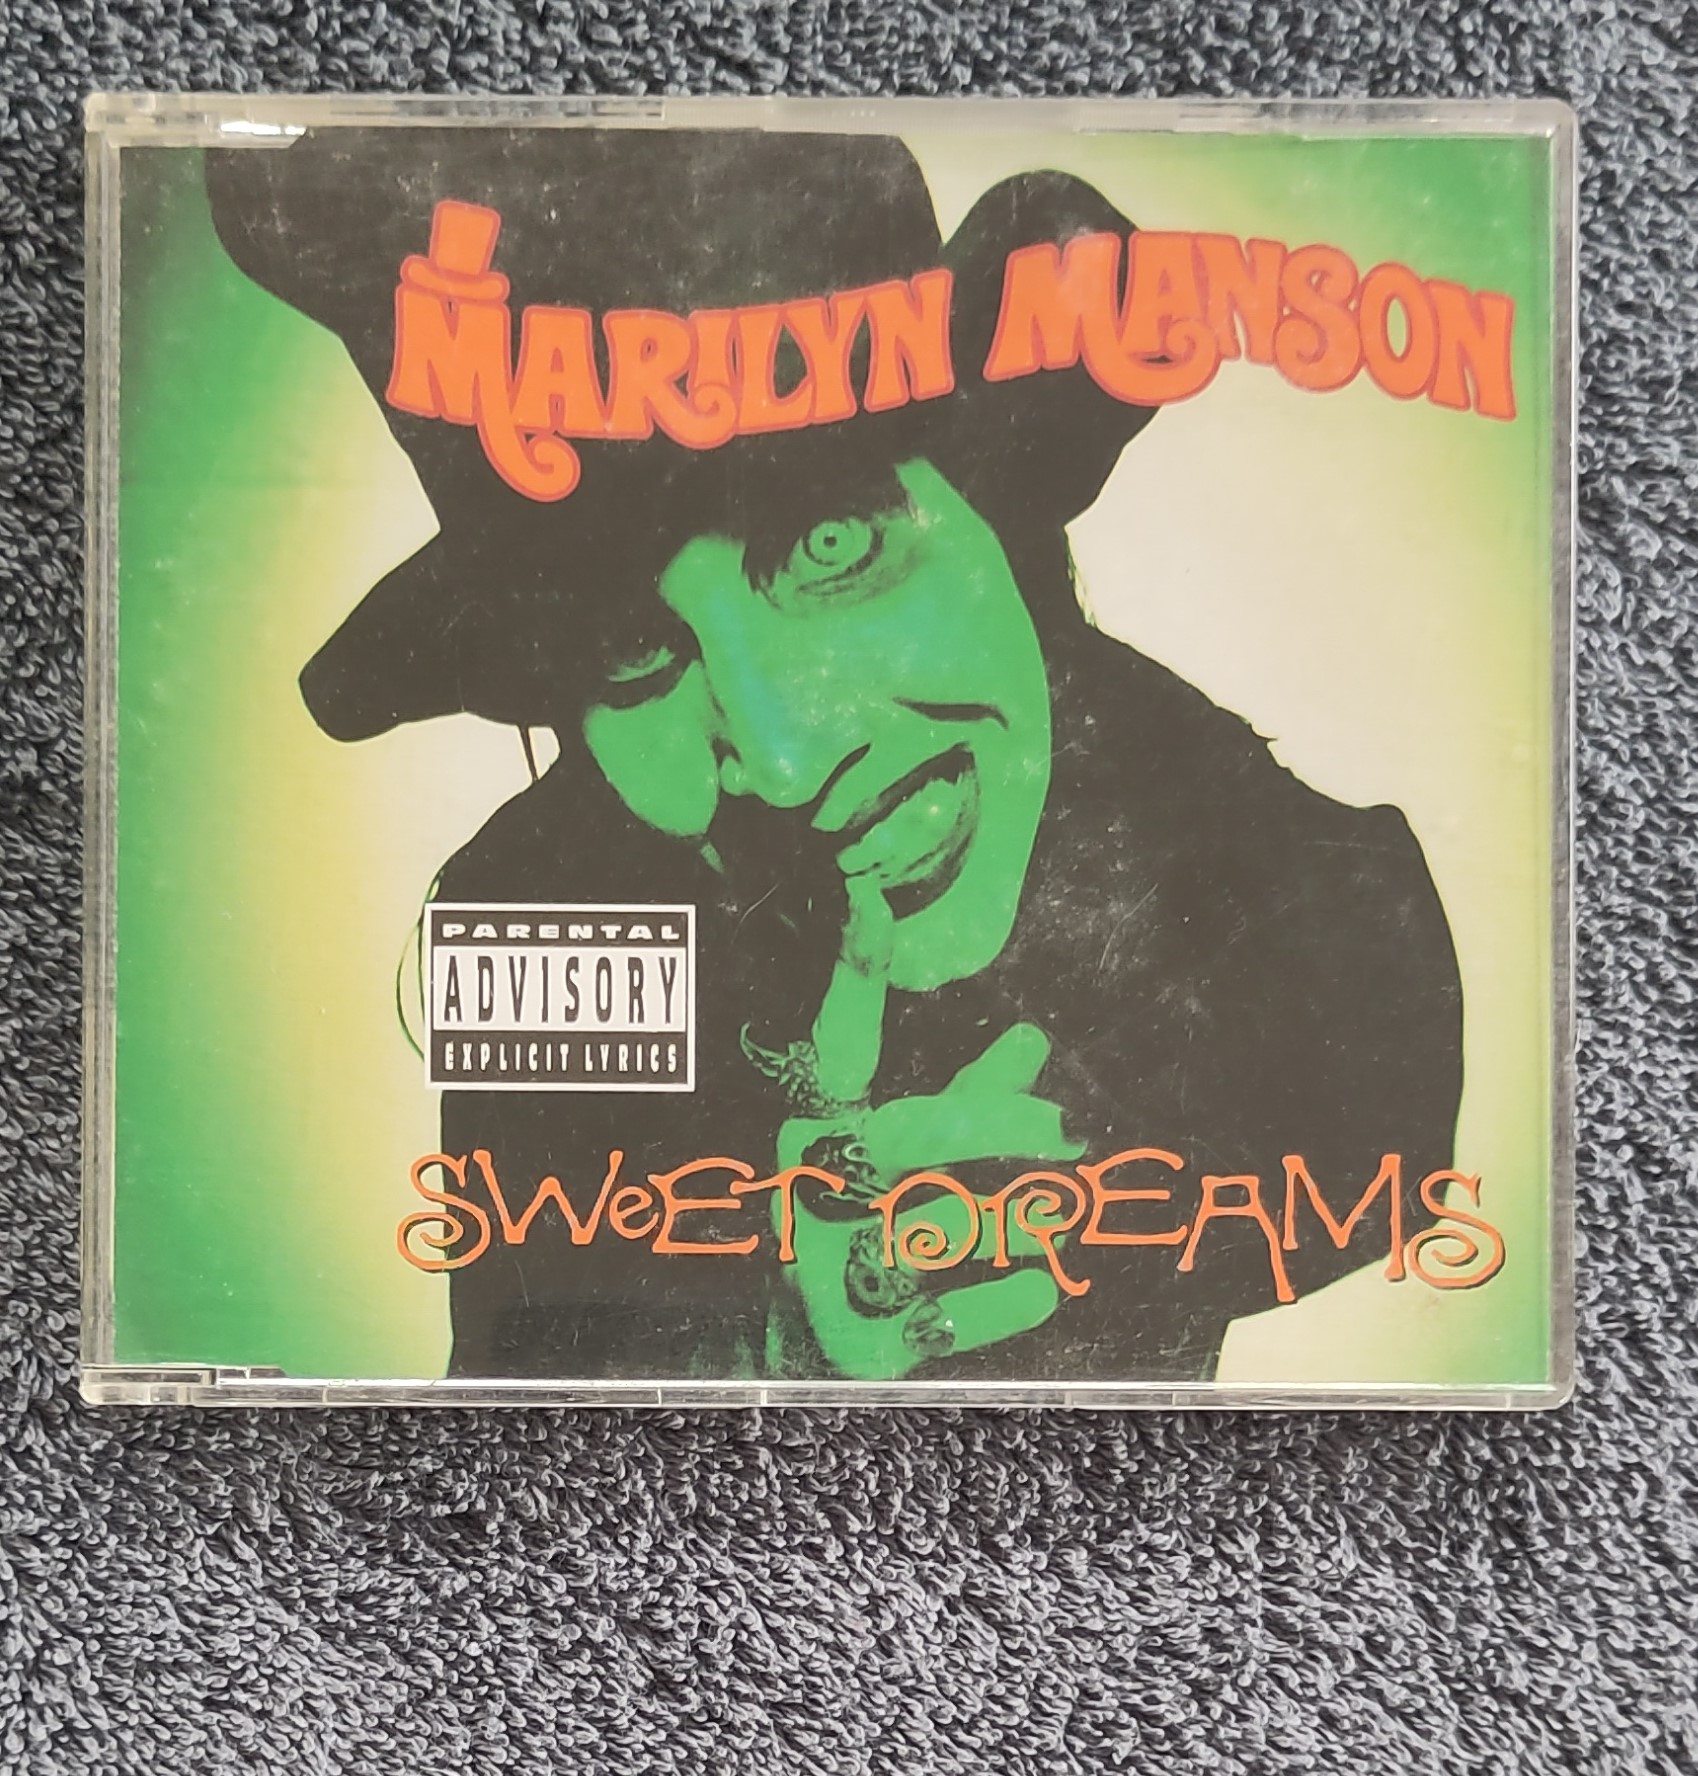 MARILYN MANSON
PARENTAL
ADVISORY
EXPLICIT LYRICS
SWeET DREAMS